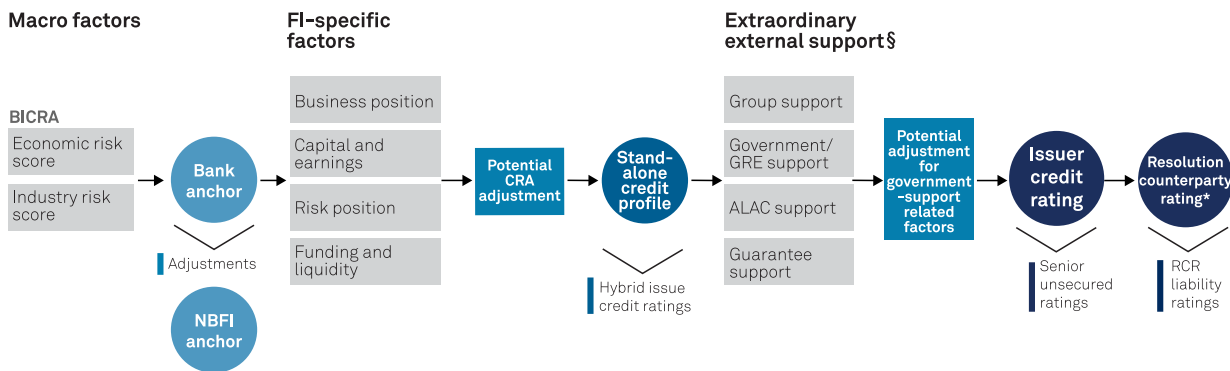 Macro factors
FI-specific
factors
Extraordinary
external support§
BICRA
Economic risk
score
Industry risk
score
Bank
anchor
Adjustments
NBFI
anchor
Business position
Capital and
earnings
Risk position
Funding and
liquidity
Potential
CRA
adjustment
Stand-
alone
credit
profile
Hybrid issue
credit ratings
Group support
Government/
GRE support
ALAC support
Guarantee
support
Potential
adjustment
for
government
-support
related
factors
Issuer
credit
rating
Senior
unsecured
ratings
Resolution
counterparty
rating*
RCR
liability
ratings